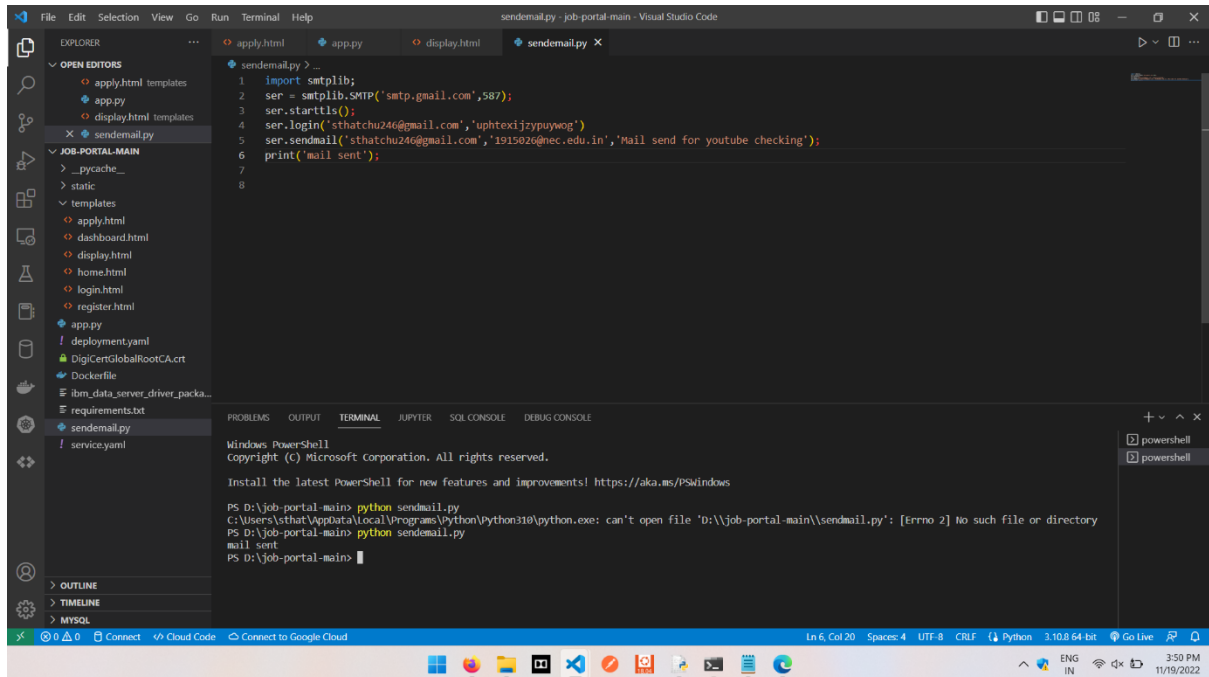 File Edit Selection View Go Run Terminal Help
sendemail.py - job-portal-main - Visual Studio Code
EXPLORER
OPEN EDITORS
apply.html templates
app.py
display.html templates
sendemail.py
JOB-PORTAL-MAIN
__pycache__
static
templates
apply.html
dashboard.html
display.html
home.html
login.html
register.html
app.py
deployment.yaml
DigiCertGlobalRootCA.crt
Dockerfile
ibm_data_server_driver_packa...
requirements.txt
sendemail.py
service.yaml
OUTLINE
TIMELINE
MYSQL
apply.html app.py display.html sendemail.py
sendemail.py > ...
1 import smtplib;
2 ser = smtplib.SMTP('smtp.gmail.com',587);
3 ser.starttls();
4 ser.login('sthatchu246@gmail.com','uphtexijzypuywog')
5 ser.sendmail('sthatchu246@gmail.com','1915026@nec.edu.in','Mail send for youtube checking');
6 print('mail sent');
7
8
PROBLEMS OUTPUT TERMINAL JUPYTER SQL CONSOLE DEBUG CONSOLE
Windows PowerShell
Copyright (C) Microsoft Corporation. All rights reserved.
Install the latest PowerShell for new features and improvements! https://aka.ms/PSWindows
PS D:\job-portal-main> python sendmail.py
C:\Users\sthat\AppData\Local\Programs\Python\Python310\python.exe: can't open file 'D:\\job-portal-main\\sendmail.py': [Errno 2] No such file or directory
PS D:\job-portal-main> python sendemail.py
mail sent
PS D:\job-portal-main>
powershell
powershell
0 0 Connect Cloud Code Connect to Google Cloud
Ln 6, Col 20 Spaces: 4 UTF-8 CRLF Python 3.10.8 64-bit Go Live
ENG
IN
3:50 PM
11/19/2022